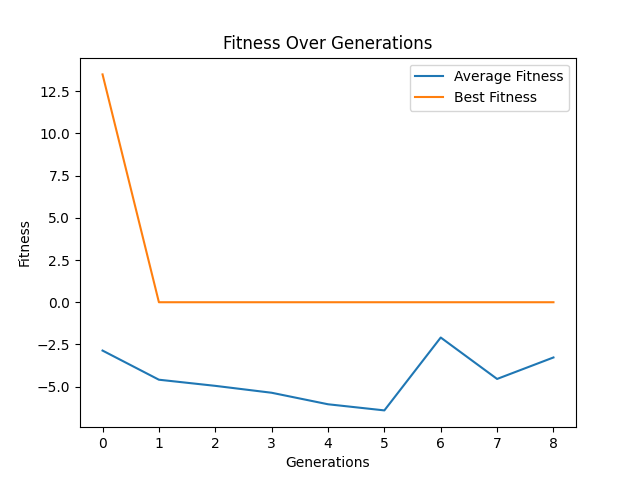 Fitness Over Generations
Average Fitness
Best Fitness
12.5
10.0
7.5
5.0
2.5
0.0
−2.5
−5.0
Fitness
0 1 2 3 4 5 6 7 8
Generations